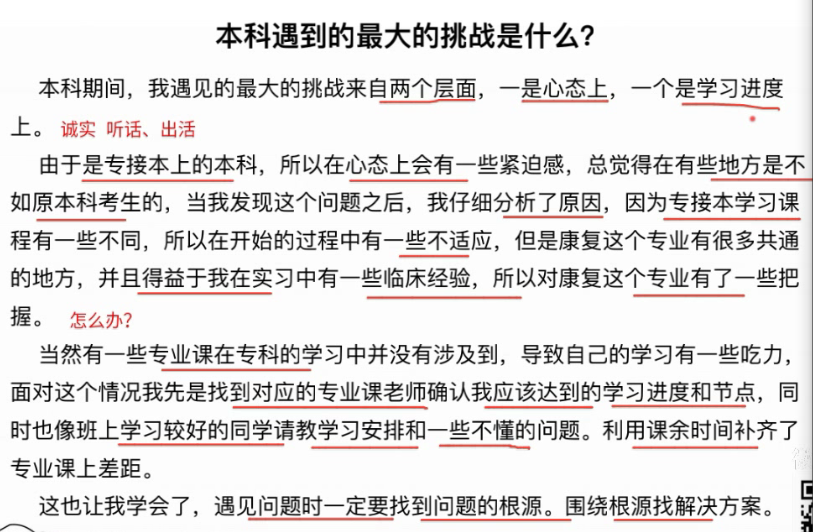 本科遇到的最大的挑战是什么?
本科期间，我遇见的最大的挑战来自两个层面，一是心态上，一个是学习进度
上。 诚实 听话、出活
由于是专接本上的本科，所以在心态上会有一些紧迫感，总觉得在有些地方是不
如原本科考生的，当我发现这个问题之后，我仔细分析了原因，因为专接本学习课
程有一些不同，所以在开始的过程中有一些不适应，但是康复这个专业有很多共通
的地方，并且得益于我在实习中有一些临床经验，所以对康复这个专业有了一些把
握。 怎么办?
当然有一些专业课在专科的学习中并没有涉及到，导致自己的学习有一些吃力，
面对这个情况我先是找到对应的专业课老师确认我应该达到的学习进度和节点，同
时也像班上学习较好的同学请教学习安排和一些不懂的问题。利用课余时间补齐了
专业课上差距。
这也让我学会了，遇见问题时一定要找到问题的根源。围绕根源找解决方案。